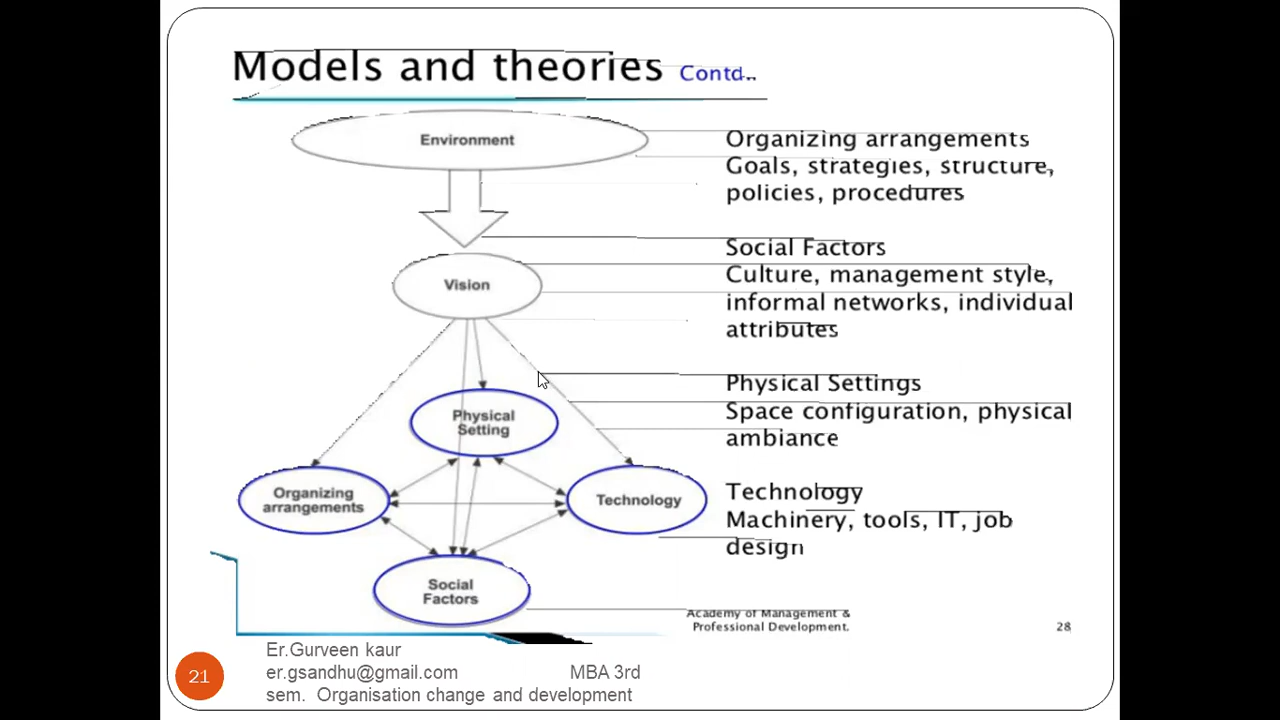 Models and theories Contd..
Environment
Vision
Physical
Setting
Organizing
arrangements
Technology
Social
Factors
Organizing arrangements
Goals, strategies, structure,
policies, procedures
Social Factors
Culture, management style,
informal networks, individual
attributes
Physical Settings
Space configuration, physical
ambiance
Technology
Machinery, tools, IT, job
design
Academy of Management &
Professional Development.
28
21
Er.Gurveen kaur
er.gsandhu@gmail.com MBA 3rd
sem. Organisation change and development